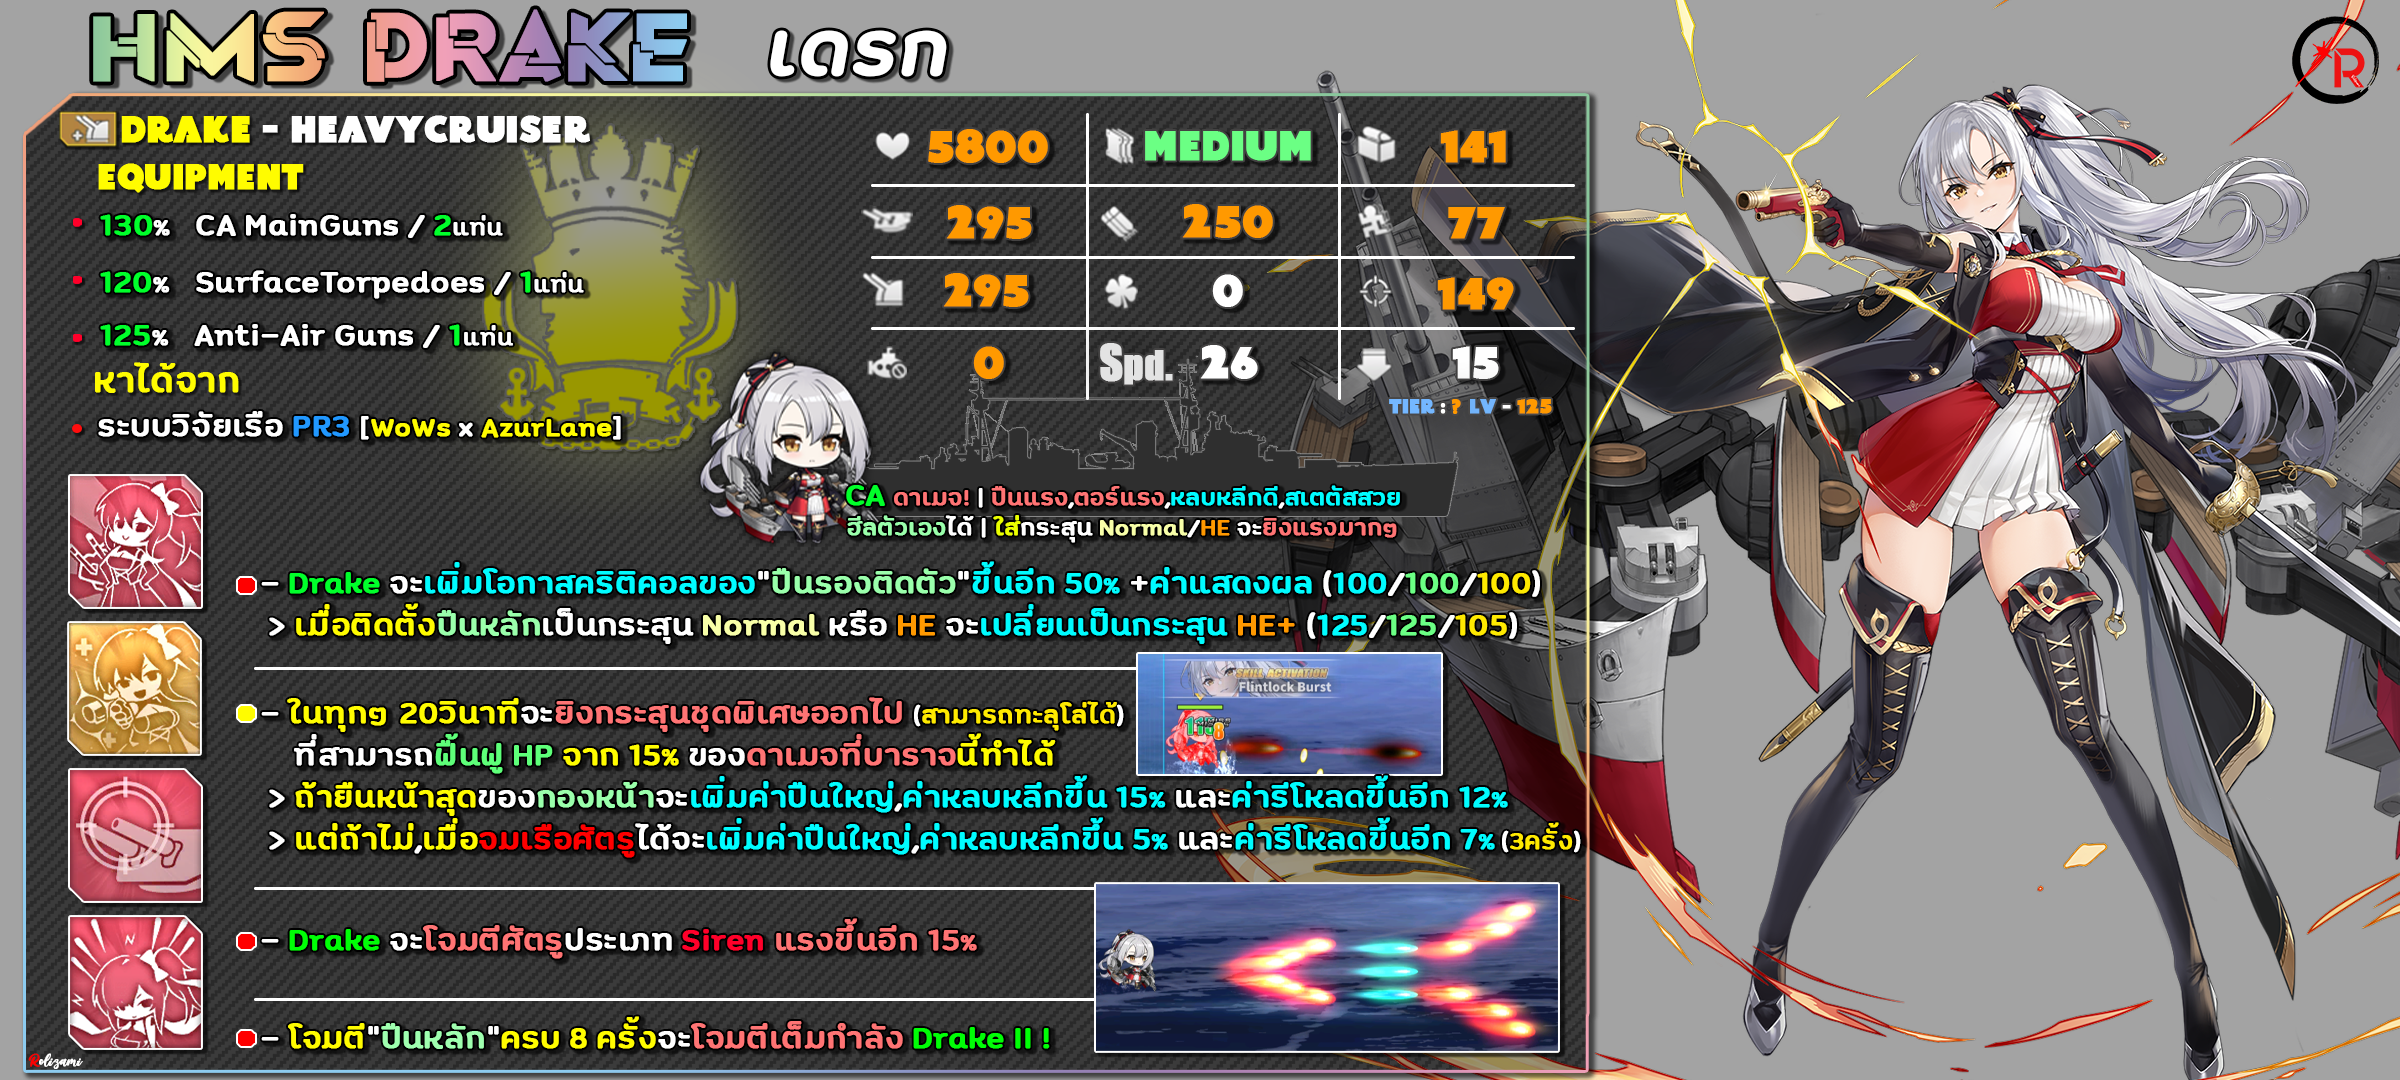 HMS DRAKE เดรก
DRAKE - HEAVYCRUISER
EQUIPMENT
130% CA MainGuns / 2แท่น
120% SurfaceTorpedoes / 1แท่น
125% Anti-Air Guns / 1แท่น
หาได้จาก
ระบบวิจัยเรือ PR3 [WoWs x AzurLane]
5800 MEDIUM 141
295 250 77
295 0 149
0 Spd. 26 15
TIER : ? LV - 125
CA ดาเมจ! | ปืนแรง,ตอร์แรง,หลบหลีกดี,สเตตัสสวย
ฮีลตัวเองได้ | ใส่กระสุน Normal/HE จะยิงแรงมากๆ
- Drake จะเพิ่มโอกาสคริติคอลของ"ปืนรองติดตัว"ขึ้นอีก 50% +ค่าแสดงผล (100/100/100)
> เมื่อติดตั้งปืนหลักเป็นกระสุน Normal หรือ HE จะเปลี่ยนเป็นกระสุน HE+ (125/125/105)
SKILL ACTIVATION
Flintlock Burst
- ในทุกๆ 20วินาทีจะยิงกระสุนชุดพิเศษออกไป (สามารถทะลุโล่ได้)
ที่สามารถฟื้นฟู HP จาก 15% ของดาเมจที่บาราจนี้ทำได้
> ถ้ายืนหน้าสุดของกองหน้าจะเพิ่มค่าปืนใหญ่,ค่าหลบหลีกขึ้น 15% และค่ารีโหลดขึ้นอีก 12%
> แต่ถ้าไม่,เมื่อจมเรือศัตรูได้จะเพิ่มค่าปืนใหญ่,ค่าหลบหลีกขึ้น 5% และค่ารีโหลดขึ้นอีก 7% (3ครั้ง)
- Drake จะโจมตีศัตรูประเภท Siren แรงขึ้นอีก 15%
- โจมตี"ปืนหลัก"ครบ 8 ครั้งจะโจมตีเต็มกำลัง Drake II !
Rolizami
R